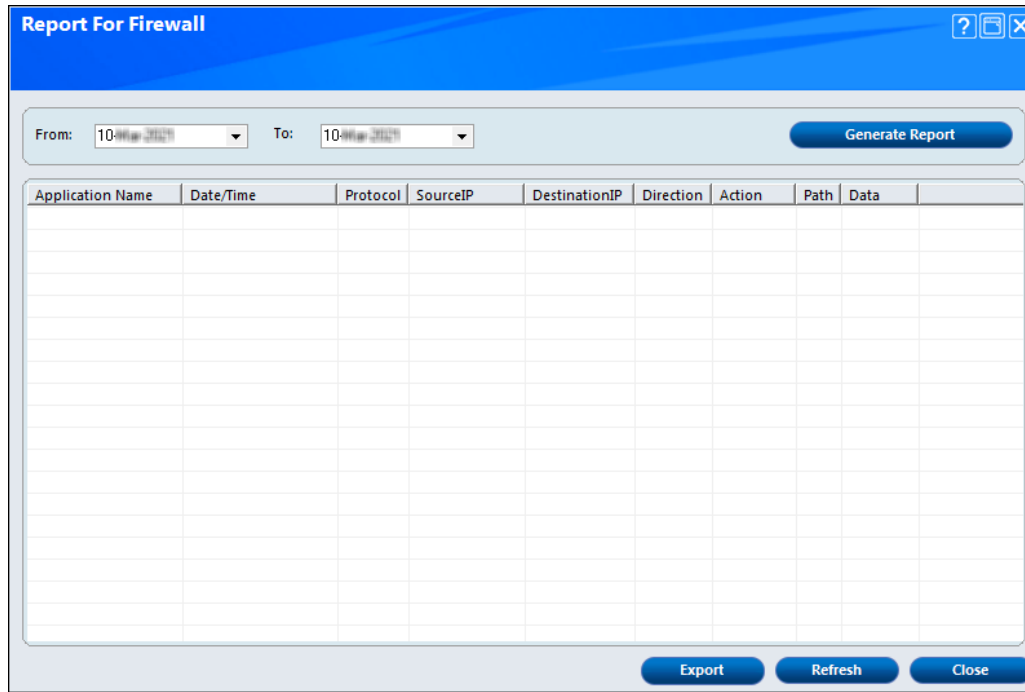 Report For Firewall
?
From: 10- To: 10- Generate Report
Application Name Date/Time Protocol SourceIP DestinationIP Direction Action Path Data
Export Refresh Close